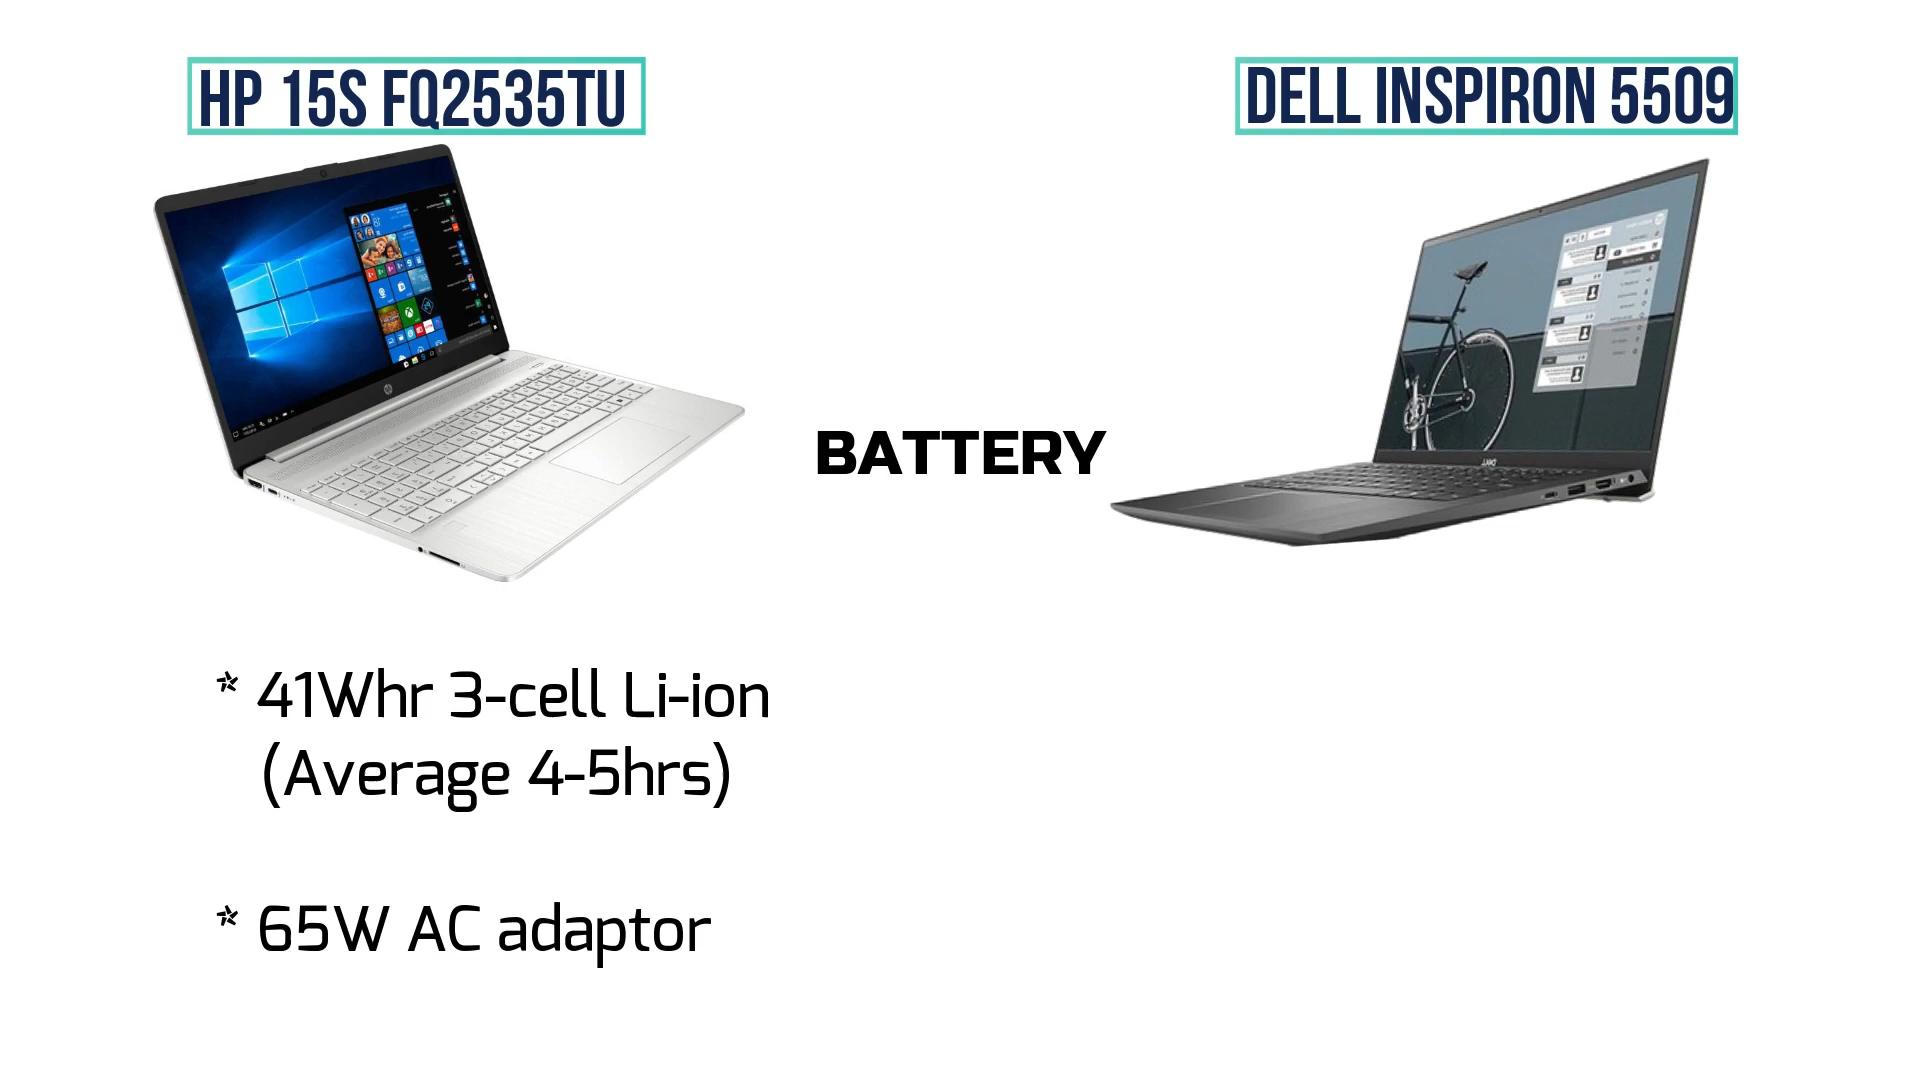 HP 15S FQ2535TU
DELL INSPIRON 5509
BATTERY
* 41Whr 3-cell Li-ion
(Average 4-5hrs)
* 65W AC adaptor